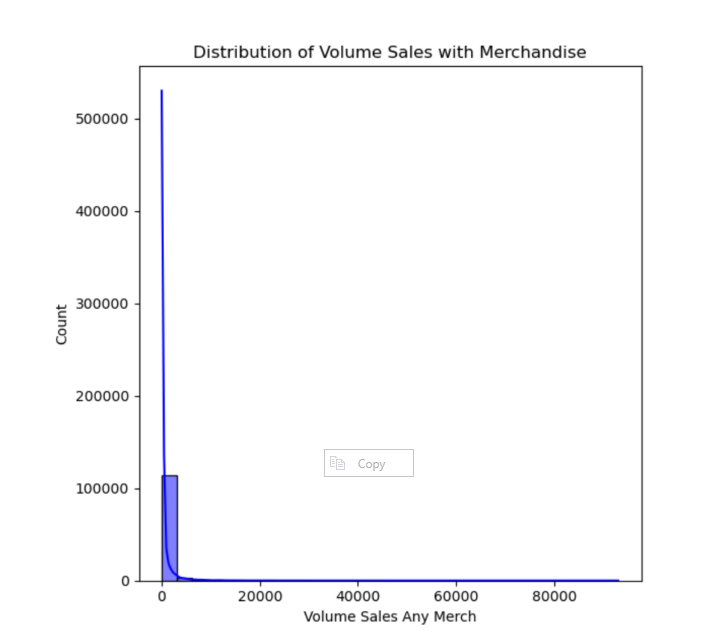 Distribution of Volume Sales with Merchandise
500000
400000
300000
200000
100000
0
Count
Copy
0 20000 40000 60000 80000
Volume Sales Any Merch